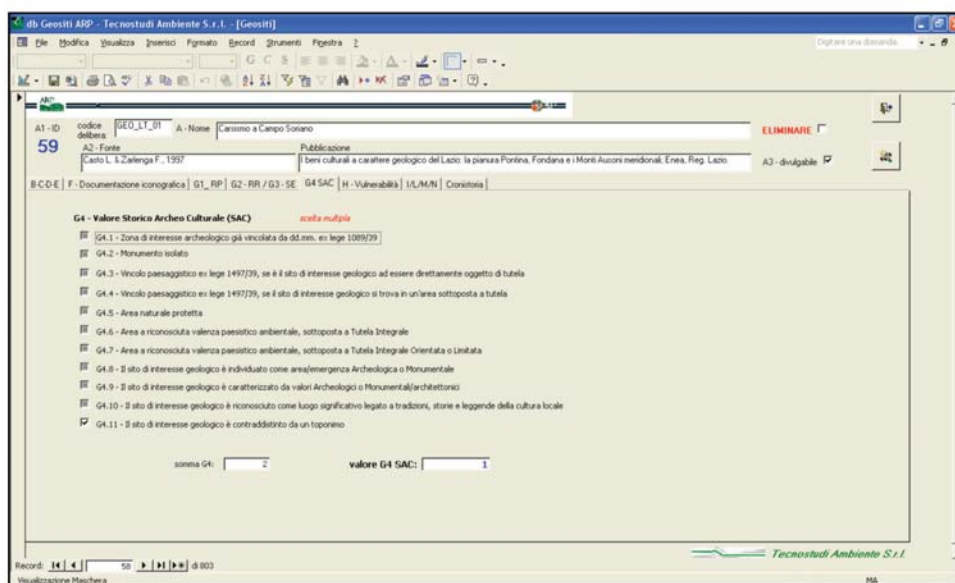 db Geositi ARP - Tecnostudi Ambiente S.r.l. - [Geositi]
File Modifica Visualizza Inserisci Formato Record Strumenti Finestra ? Digitare una domanda.
G C S
ARP
A1 - ID codice delibera: GEO_LT_01 A - Nome Carsismo a Campo Soriano ELIMINARE
59 A2 - Fonte Pubblicazione
Casto L. & Zarlenga F., 1997 I beni culturali a carattere geologico del Lazio: la pianura Pontina, Fondana e i Monti Ausoni meridionali. Enea, Reg. Lazio. A3 - divulgabile
B-C-D-E F - Documentazione iconografica G1_ RP G2 - RR / G3 - SE G4 SAC H - Vulnerabilità I/L/M/N Cronistoria
G4 - Valore Storico Archeo Culturale (SAC) scelta multipla
G4.1 - Zona di interesse archeologico già vincolata da dd.mm. ex lege 1089/39
G4.2 - Monumento isolato
G4.3 - Vincolo paesaggistico ex lege 1497/39, se è il sito di interesse geologico ad essere direttamente oggetto di tutela
G4.4 - Vincolo paesaggistico ex lege 1497/39, se il sito di interesse geologico si trova in un'area sottoposta a tutela
G4.5 - Area naturale protetta
G4.6 - Area a riconosciuta valenza paesistico ambientale, sottoposta a Tutela Integrale
G4.7 - Area a riconosciuta valenza paesistico ambientale, sottoposta a Tutela Integrale Orientata o Limitata
G4.8 - Il sito di interesse geologico è individuato come area/emergenza Archeologica o Monumentale
G4.9 - Il sito di interesse geologico è caratterizzato da valori Archeologici o Monumentali/architettonici
G4.10 - Il sito di interesse geologico è riconosciuto come luogo significativo legato a tradizioni, storie e leggende della cultura locale
G4.11 - Il sito di interesse geologico è contraddistinto da un toponimo
somma G4: 2 valore G4 SAC: 1
Tecnostudi Ambiente S.r.l.
Record: 58 di 803
Visualizzazione Maschera MA